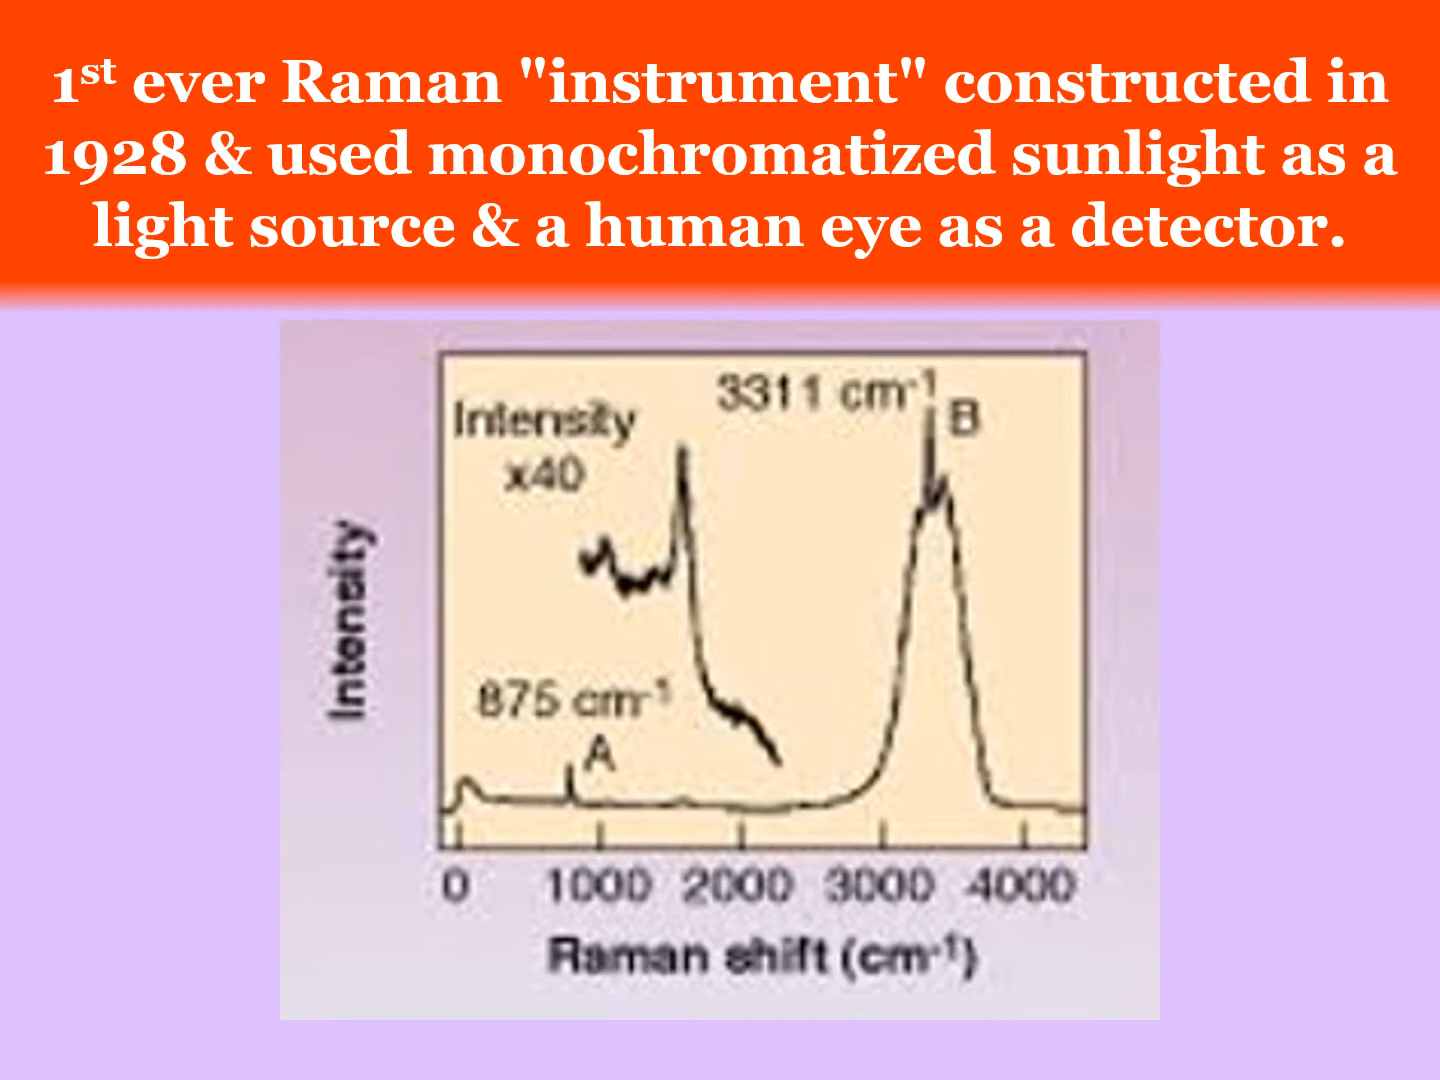 1st ever Raman "instrument" constructed in
1928 & used monochromatized sunlight as a
light source & a human eye as a detector.
3311 cm-1
B
Intensity
x40
Intensity
875 cm-1
A
0 1000 2000 3000 4000
Raman shift (cm-1)